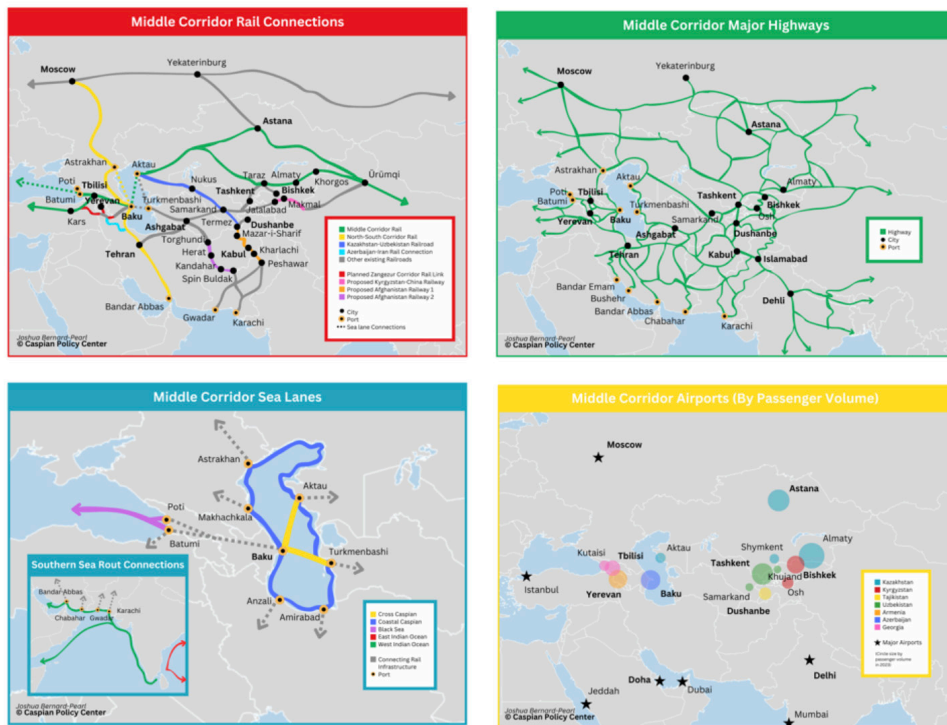 Middle Corridor Rail Connections
Moscow
Yekaterinburg
Astana
Astrakhan
Aktau
Poti
Tbilisi
Batumi
Yerevan
Kars
Baku
Nukus
Taraz
Almaty
Khorgos
Ürümqi
Tashkent
Bishkek
Turkmenbashi
Jalalabad
Makmal
Samarkand
Ashgabat
Termez
Dushanbe
Mazar-i-Sharif
Tehran
Torghundi
Herat
Kabul
Kharlachi
Kandahar
Peshawar
Spin Buldak
Bandar Abbas
Gwadar
Karachi
Middle Corridor Rail
North-South Corridor Rail
Kazakhstan-Uzbekistan Railroad
Azerbaijan-Iran Rail Connection
Other existing Railroads
Planned Zangezur Corridor Rail Link
Proposed Kyrgyzstan-China Railway
Proposed Afghanistan Railway 1
Proposed Afghanistan Railway 2
City
Port
Sea lane Connections
Joshua Bernard-Pearl
© Caspian Policy Center
Middle Corridor Major Highways
Moscow
Yekaterinburg
Astana
Astrakhan
Aktau
Almaty
Poti
Tbilisi
Batumi
Turkmenbashi
Tashkent
Bishkek
Yerevan
Baku
Samarkand
Osh
Ashgabat
Dushanbe
Tehran
Kabul
Islamabad
Bandar Emam
Bushehr
Bandar Abbas
Chabahar
Karachi
Dehli
Highway
City
Port
Joshua Bernard-Pearl
© Caspian Policy Center
Middle Corridor Sea Lanes
Astrakhan
Aktau
Makhachkala
Poti
Batumi
Baku
Turkmenbashi
Anzali
Amirabad
Southern Sea Rout Connections
Bandar Abbas
Chabahar
Gwadar
Karachi
Cross Caspian
Coastal Caspian
Black Sea
East Indian Ocean
West Indian Ocean
Connecting Rail
Infrastructure
Port
Joshua Bernard-Pearl
© Caspian Policy Center
Middle Corridor Airports (By Passenger Volume)
Moscow
Astana
Kutaisi
Tbilisi
Aktau
Shymkent
Almaty
Tashkent
Khujand
Bishkek
Istanbul
Yerevan
Baku
Samarkand
Osh
Dushanbe
Doha
Dubai
Delhi
Jeddah
Mumbai
Kazakhstan
Kyrgyzstan
Tajikistan
Uzbekistan
Armenia
Azerbaijan
Georgia
Major Airports
(Circle size by
passenger volume
in 2023)
Joshua Bernard-Pearl
© Caspian Policy Center